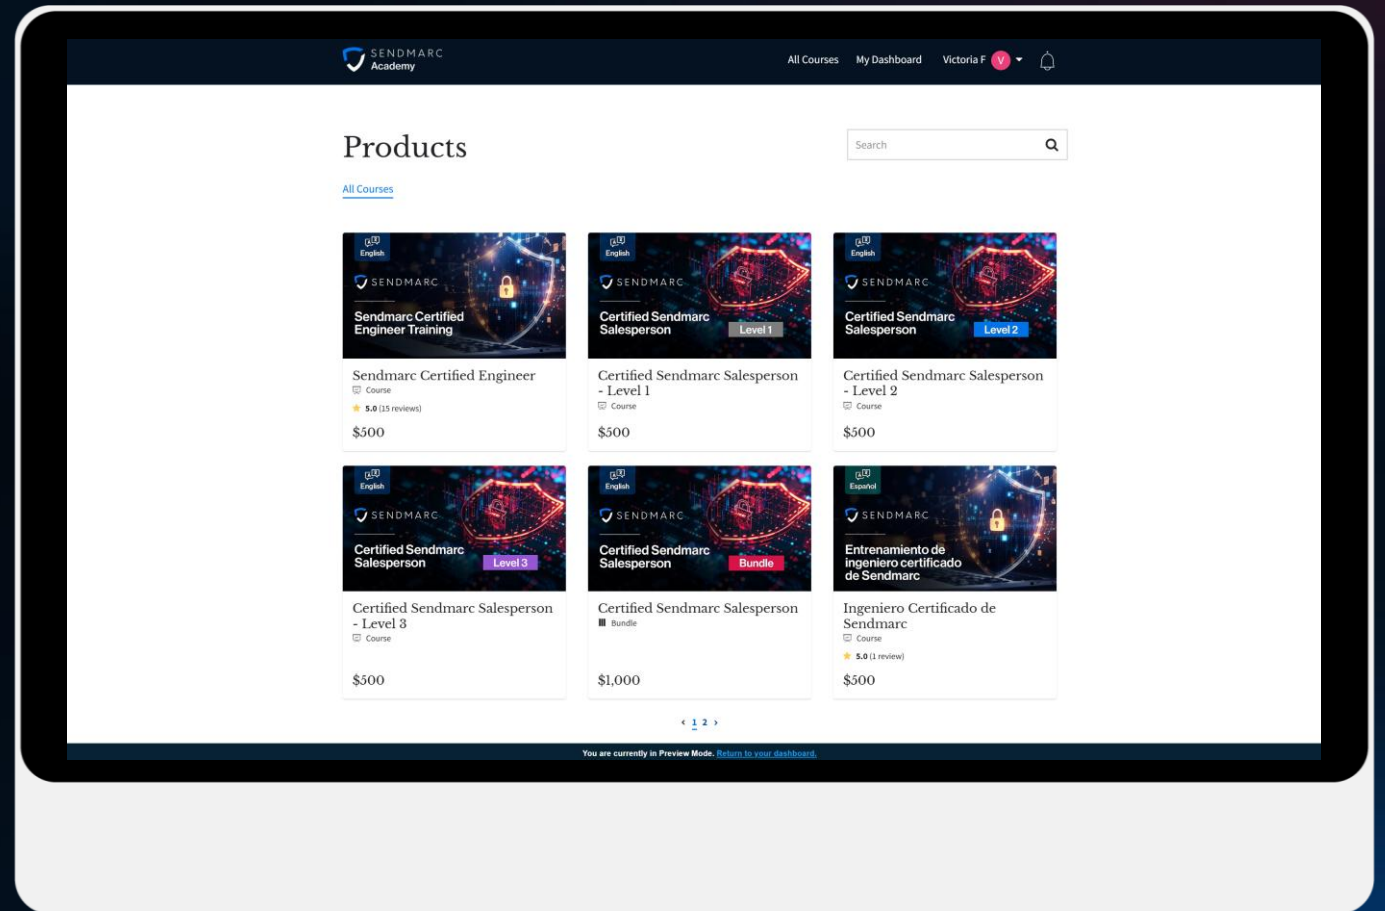 SENDMARC
Academy
All Courses
My Dashboard
Victoria F
V
Products
Search
All Courses
English
SENDMARC
Sendmarc Certified
Engineer Training
Sendmarc Certified Engineer
Course
5.0 (15 reviews)
$500
English
SENDMARC
Certified Sendmarc
Salesperson
Level 1
Certified Sendmarc Salesperson
- Level 1
Course
$500
English
SENDMARC
Certified Sendmarc
Salesperson
Level 2
Certified Sendmarc Salesperson
- Level 2
Course
$500
English
SENDMARC
Certified Sendmarc
Salesperson
Level 3
Certified Sendmarc Salesperson
- Level 3
Course
$500
English
SENDMARC
Certified Sendmarc
Salesperson
Bundle
Certified Sendmarc Salesperson
Bundle
$1,000
Español
SENDMARC
Entrenamiento de
ingeniero certificado
de Sendmarc
Ingeniero Certificado de
Sendmarc
Course
5.0 (1 review)
$500
‹ 1 2 ›
You are currently in Preview Mode. Return to your dashboard.